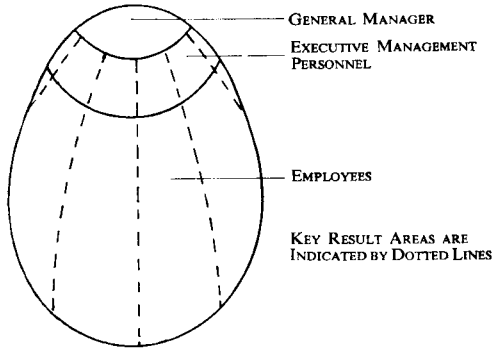 GENERAL MANAGER
EXECUTIVE MANAGEMENT
PERSONNEL
EMPLOYEES
KEY RESULT AREAS ARE
INDICATED BY DOTTED LINES